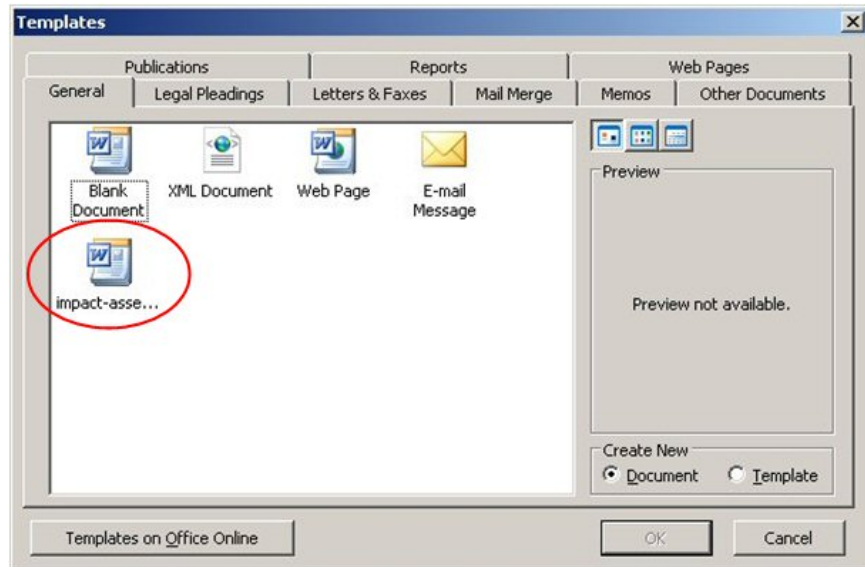 Templates
Publications Reports Web Pages
General Legal Pleadings Letters & Faxes Mail Merge Memos Other Documents
Blank Document
XML Document
Web Page
E-mail Message
impact-asse...
Preview
Preview not available.
Create New
Document Template
Templates on Office Online OK Cancel